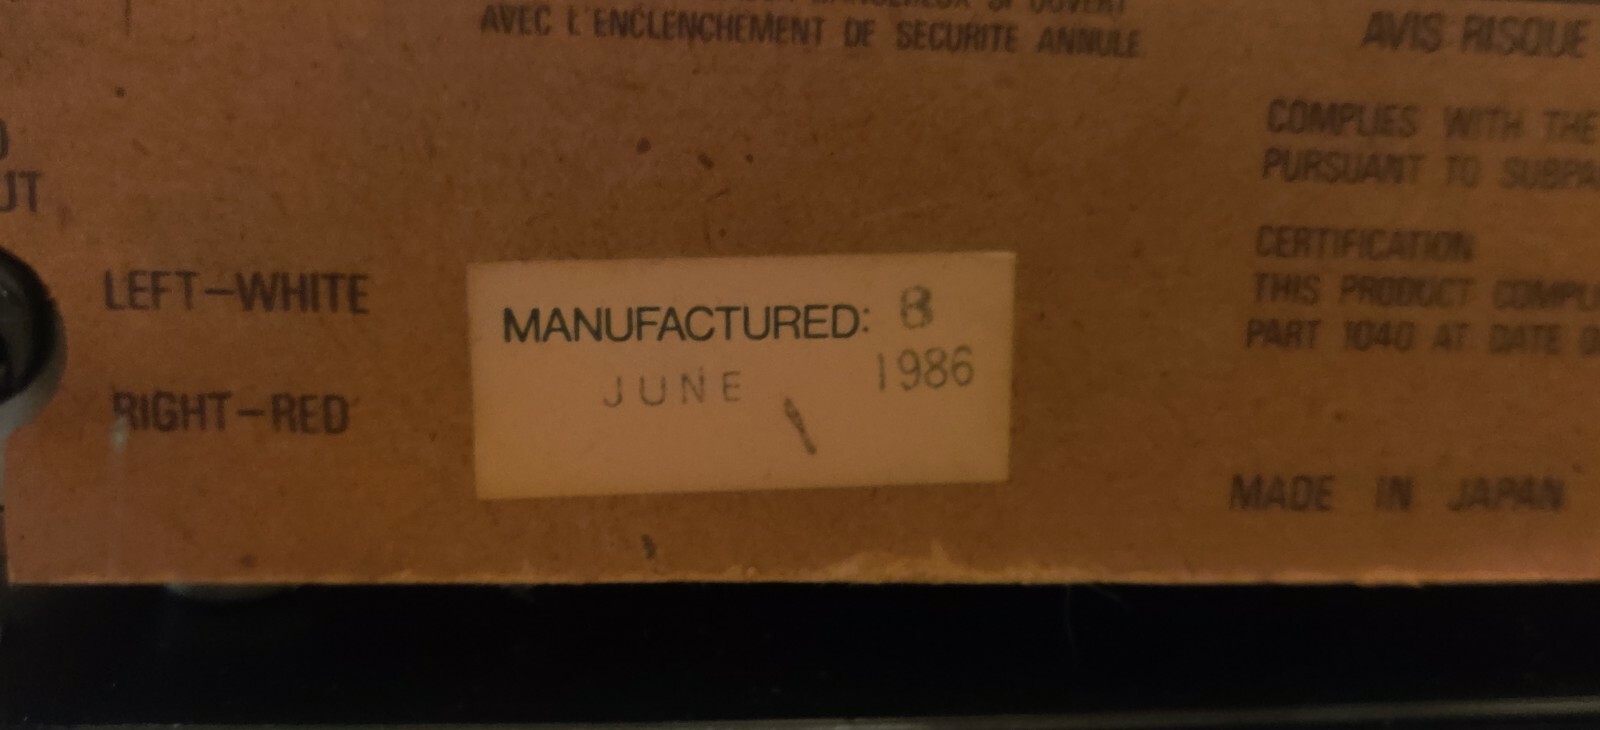 AVEC L'ENCLENCHEMENT DE SECURITE ANNULE
AVIS RISQUE
UT
LEFT-WHITE
RIGHT-RED
MANUFACTURED: 8
JUNE 1986
COMPLIES WITH THE
PURSUANT TO SUBPA
CERTIFICATION
THIS PRODUCT COMPL
PART 1040 AT DATE
MADE IN JAPAN